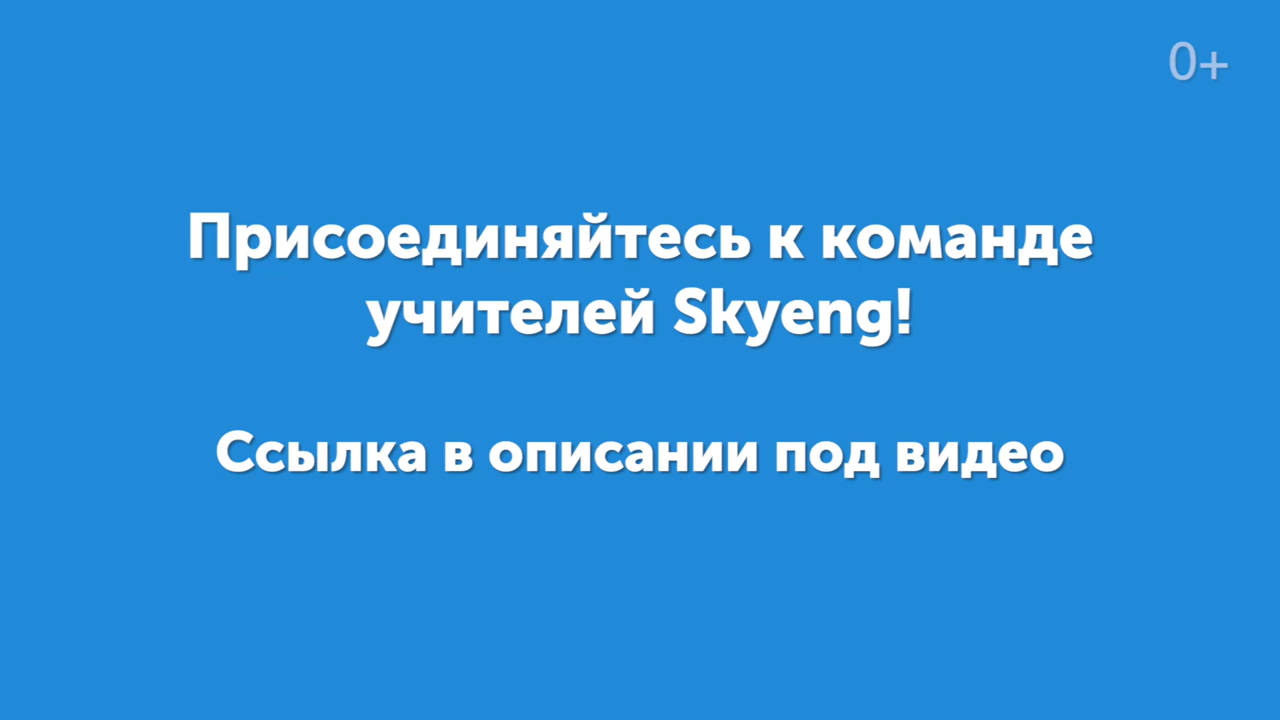 0+
Присоединяйтесь к команде
учителей Skyeng!
Ссылка в описании под видео